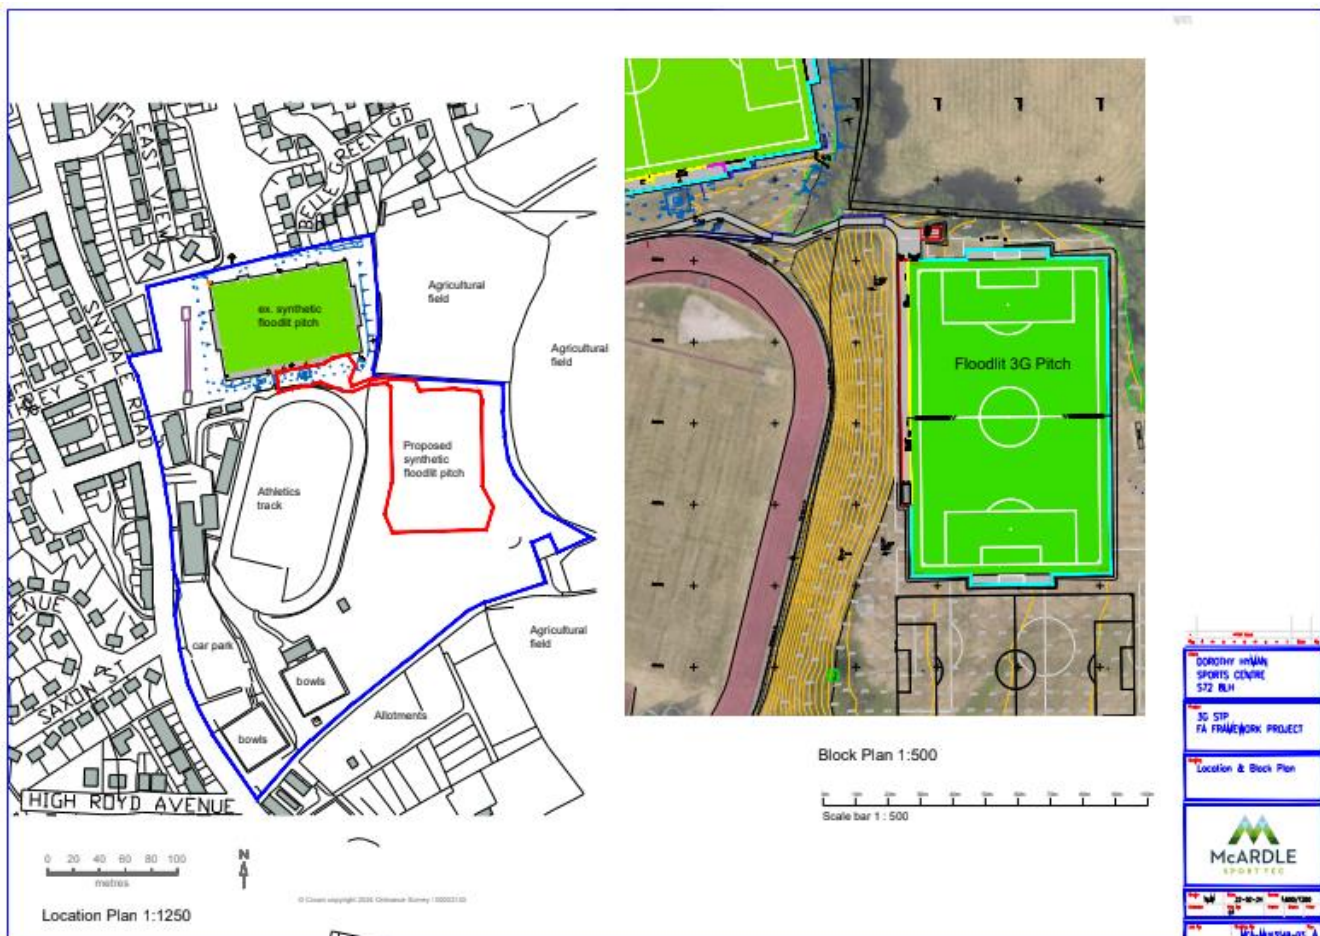 EAST VIEW
BELLE GREEN GD
ex. synthetic
floodlit pitch
Agricultural
field
Agricultural
field
SNYDALE ROAD
Proposed
synthetic
floodlit pitch
Athletics
track
Agricultural
field
car park
bowls
Allotments
bowls
SAXON ST
HIGH ROYD AVENUE
0 20 40 60 80 100
metres
N
Location Plan 1:1250
Floodlit 3G Pitch
Block Plan 1:500
Scale bar 1 : 500
DOROTHY HYMAN
SPORTS CENTRE
S72 8LH
3G STP
FA FRAMEWORK PROJECT
Location & Block Plan
McARDLE
SPORT TEC